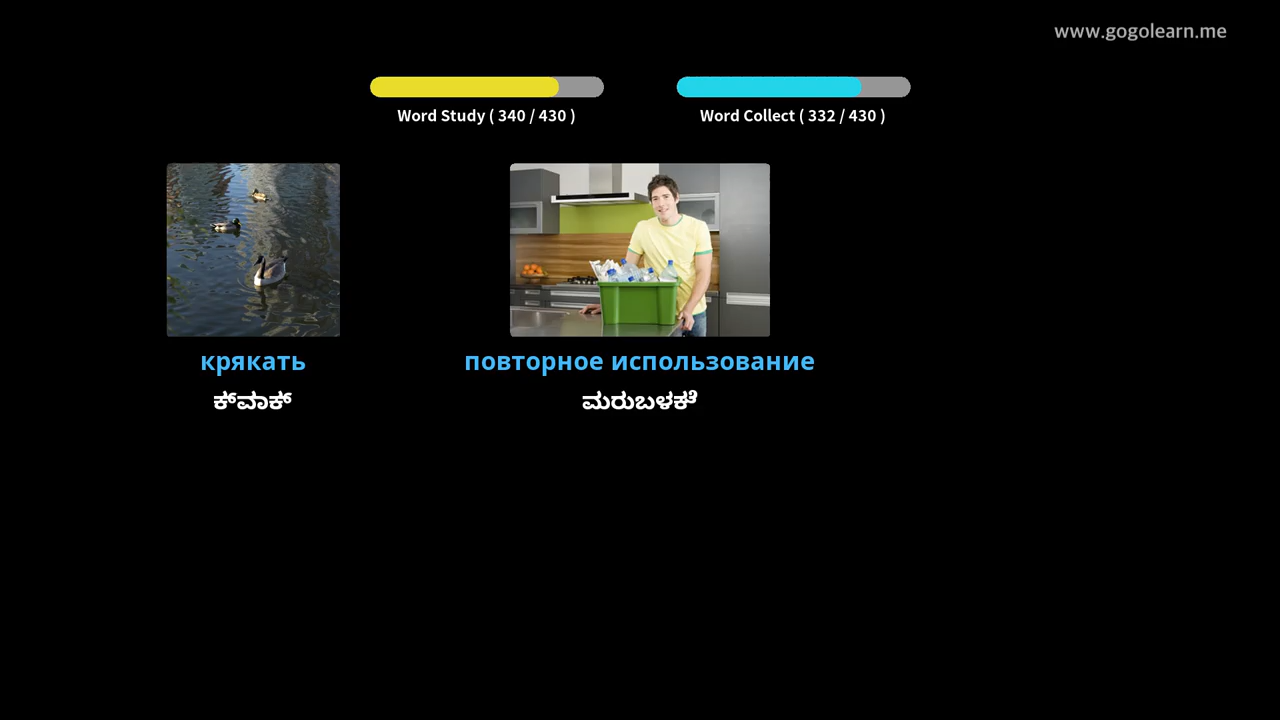 www.gogolearn.me
Word Study ( 340 / 430 )
Word Collect ( 332 / 430 )
крякать
ಕ್ವಾಕ್
повторное использование
ಮರುಬಳಕೆ